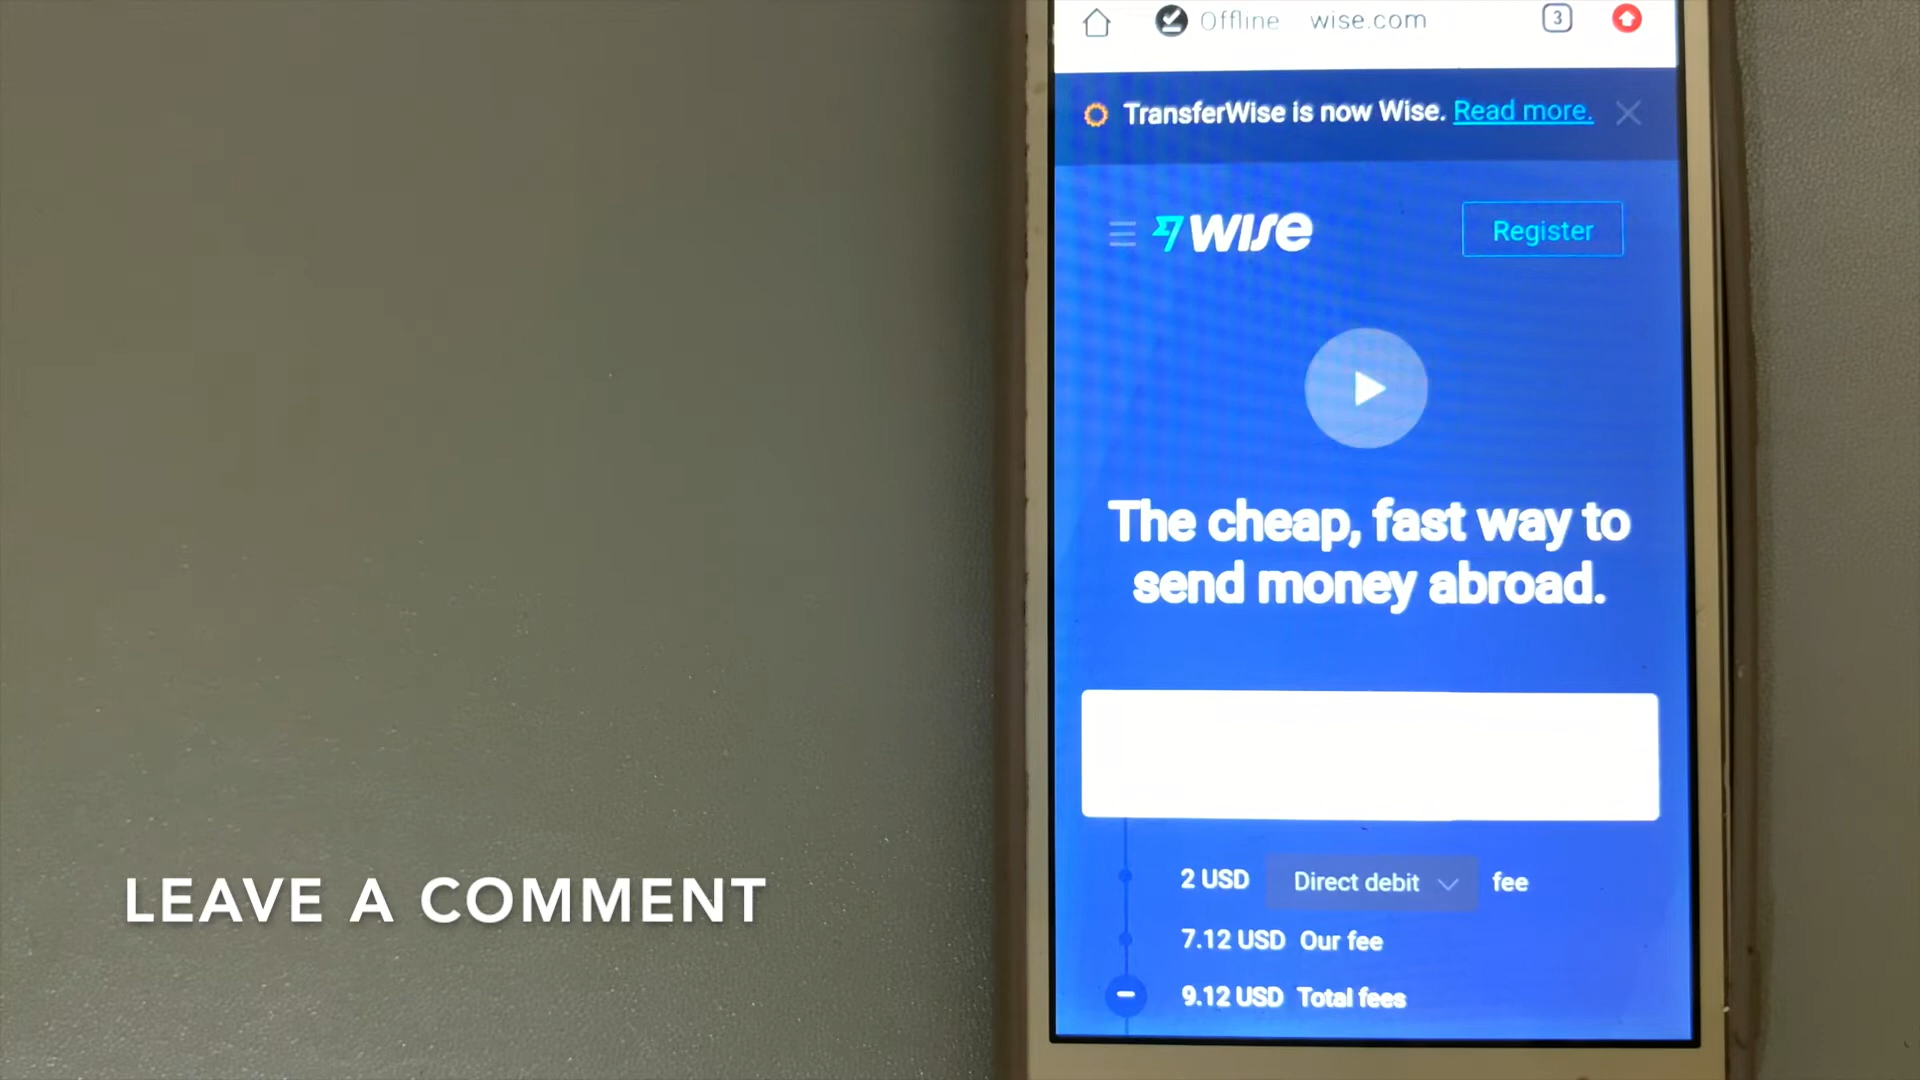 Offline wise.com 3
TransferWise is now Wise. Read more.
wise
Register
The cheap, fast way to
send money abroad.
2 USD Direct debit fee
7.12 USD Our fee
9.12 USD Total fees
LEAVE A COMMENT